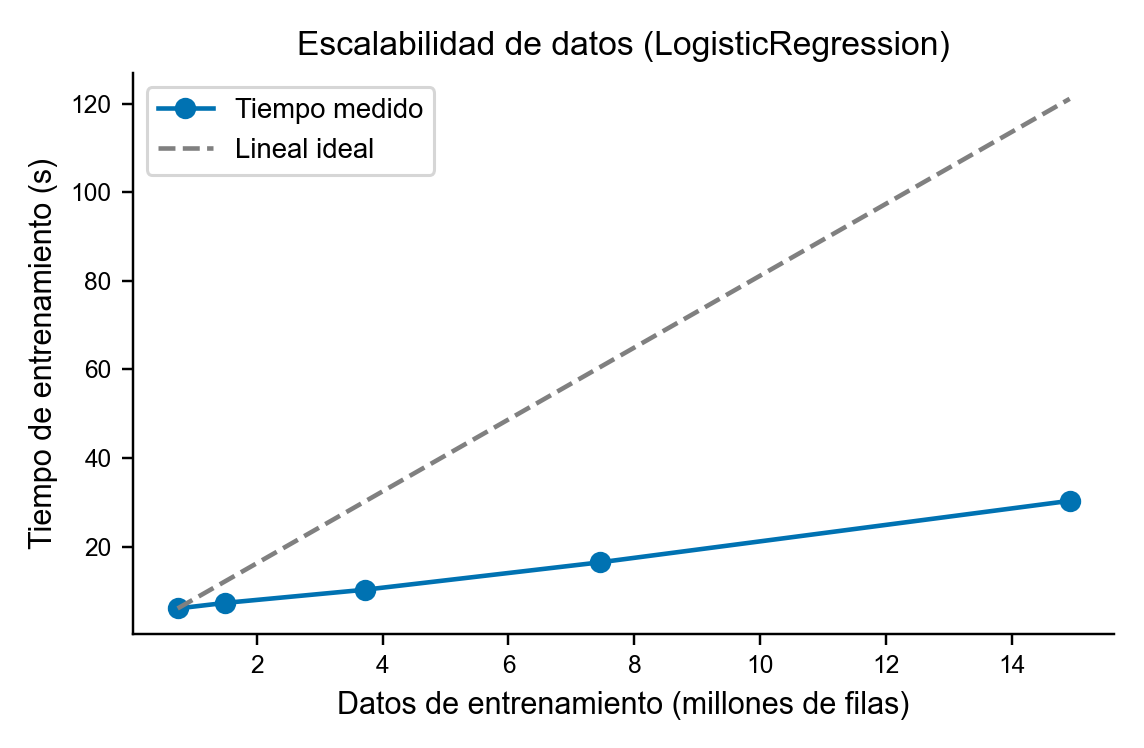 Escalabilidad de datos (LogisticRegression)
Tiempo medido
Lineal ideal
Tiempo de entrenamiento (s)
120
100
80
60
40
20
2 4 6 8 10 12 14
Datos de entrenamiento (millones de filas)